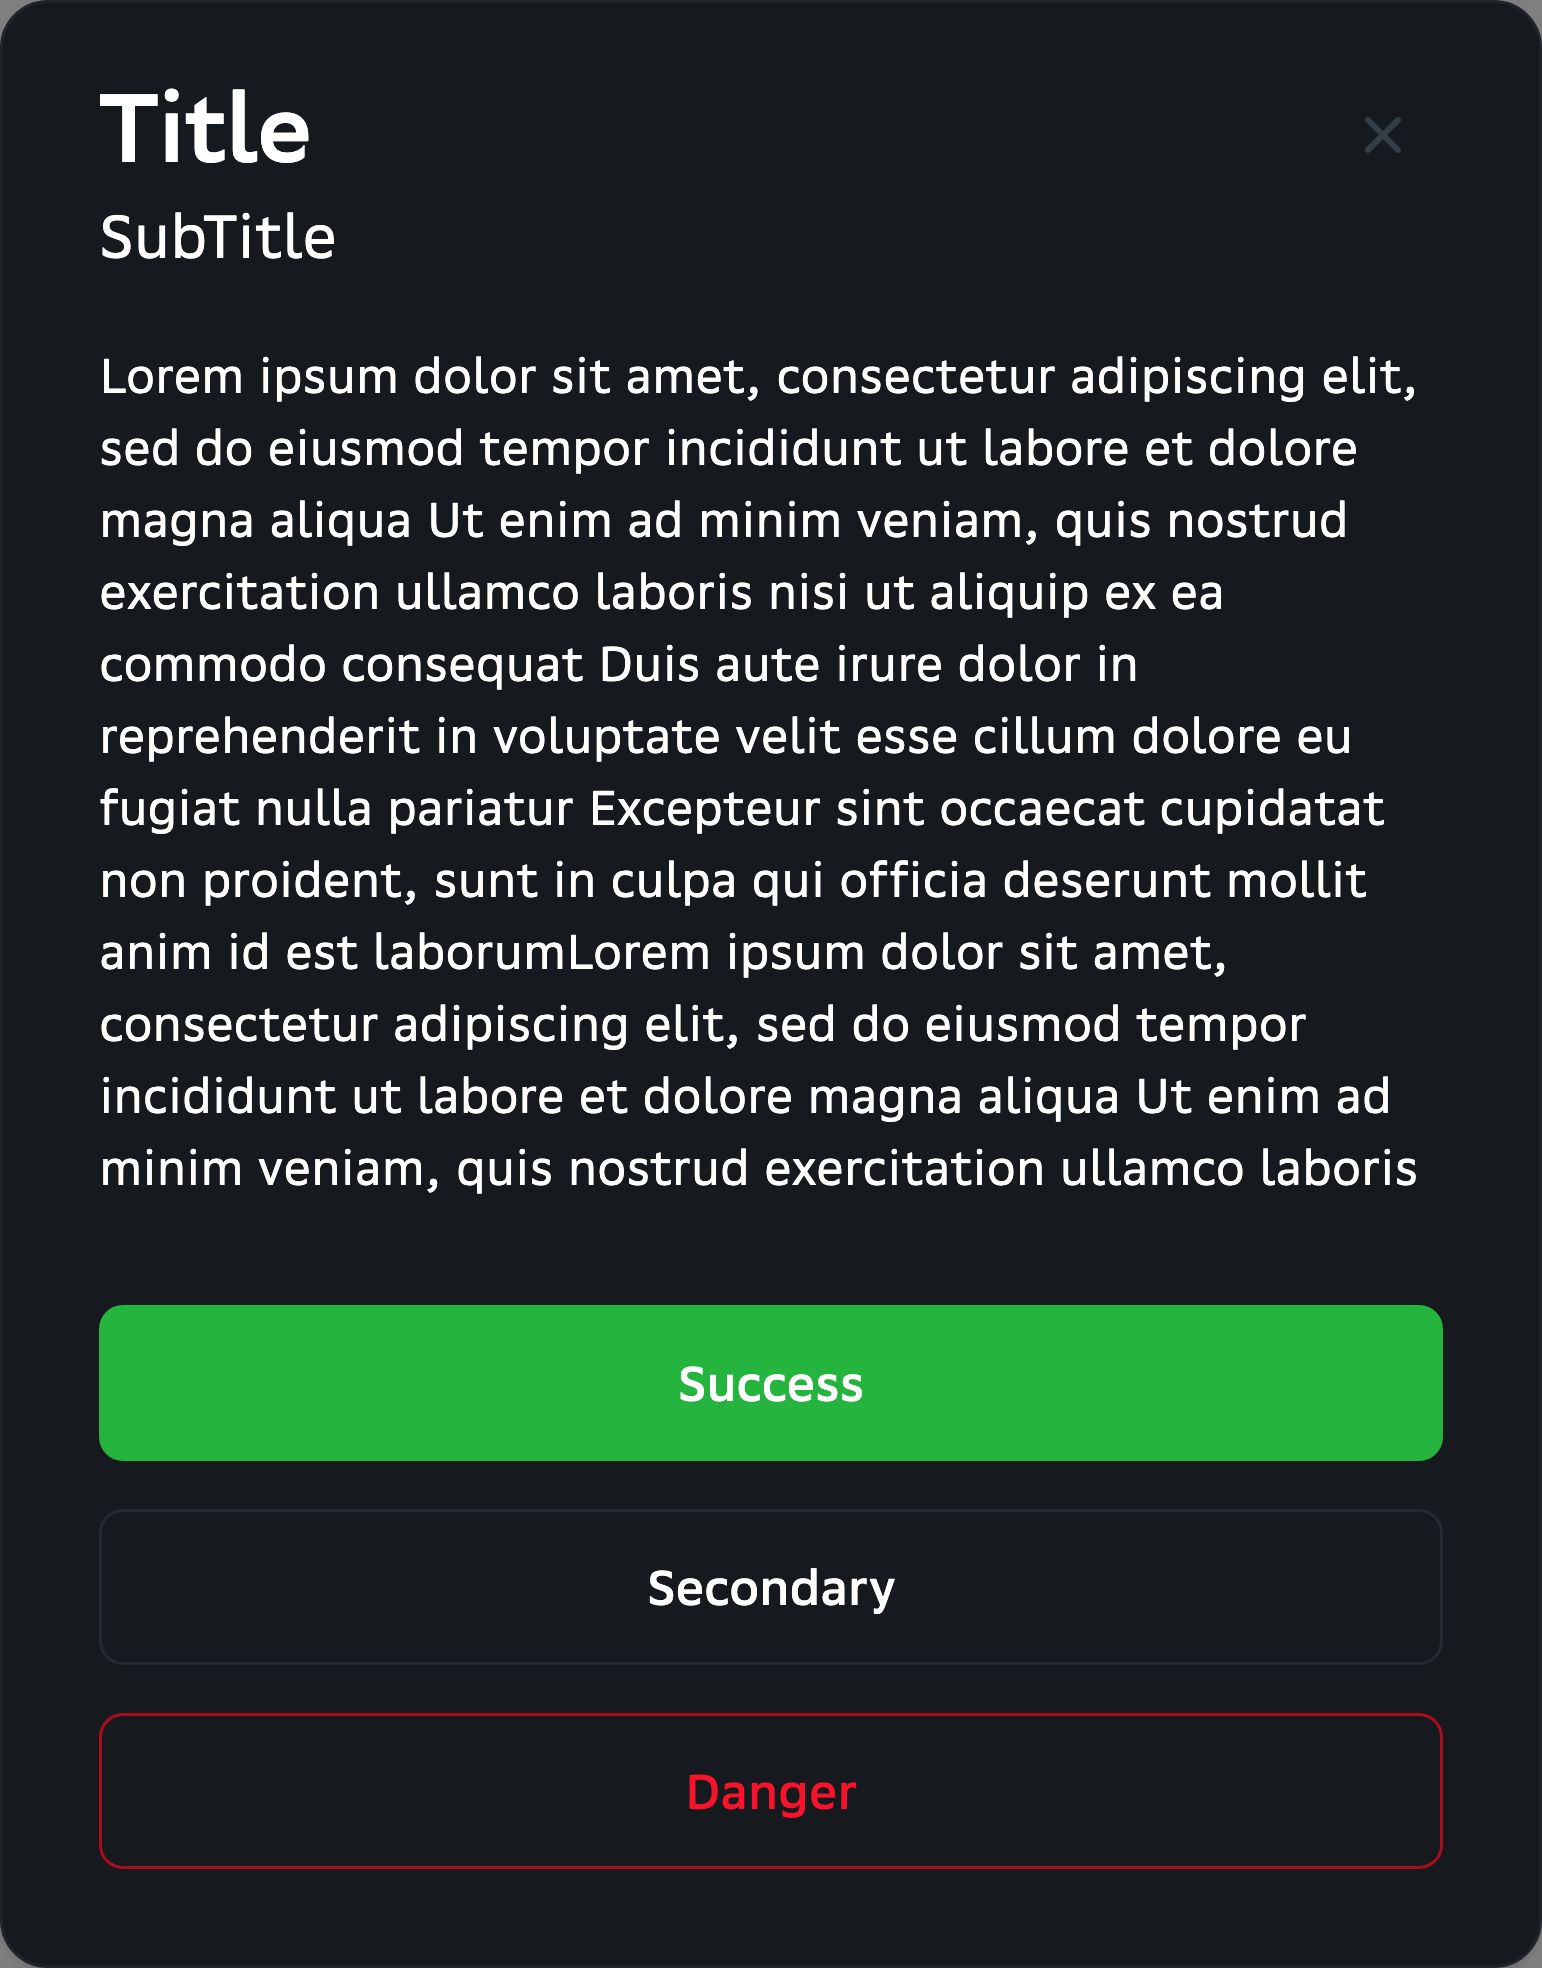 Title
SubTitle
Lorem ipsum dolor sit amet, consectetur adipiscing elit,
sed do eiusmod tempor incididunt ut labore et dolore
magna aliqua Ut enim ad minim veniam, quis nostrud
exercitation ullamco laboris nisi ut aliquip ex ea
commodo consequat Duis aute irure dolor in
reprehenderit in voluptate velit esse cillum dolore eu
fugiat nulla pariatur Excepteur sint occaecat cupidatat
non proident, sunt in culpa qui officia deserunt mollit
anim id est laborumLorem ipsum dolor sit amet,
consectetur adipiscing elit, sed do eiusmod tempor
incididunt ut labore et dolore magna aliqua Ut enim ad
minim veniam, quis nostrud exercitation ullamco laboris
Success
Secondary
Danger